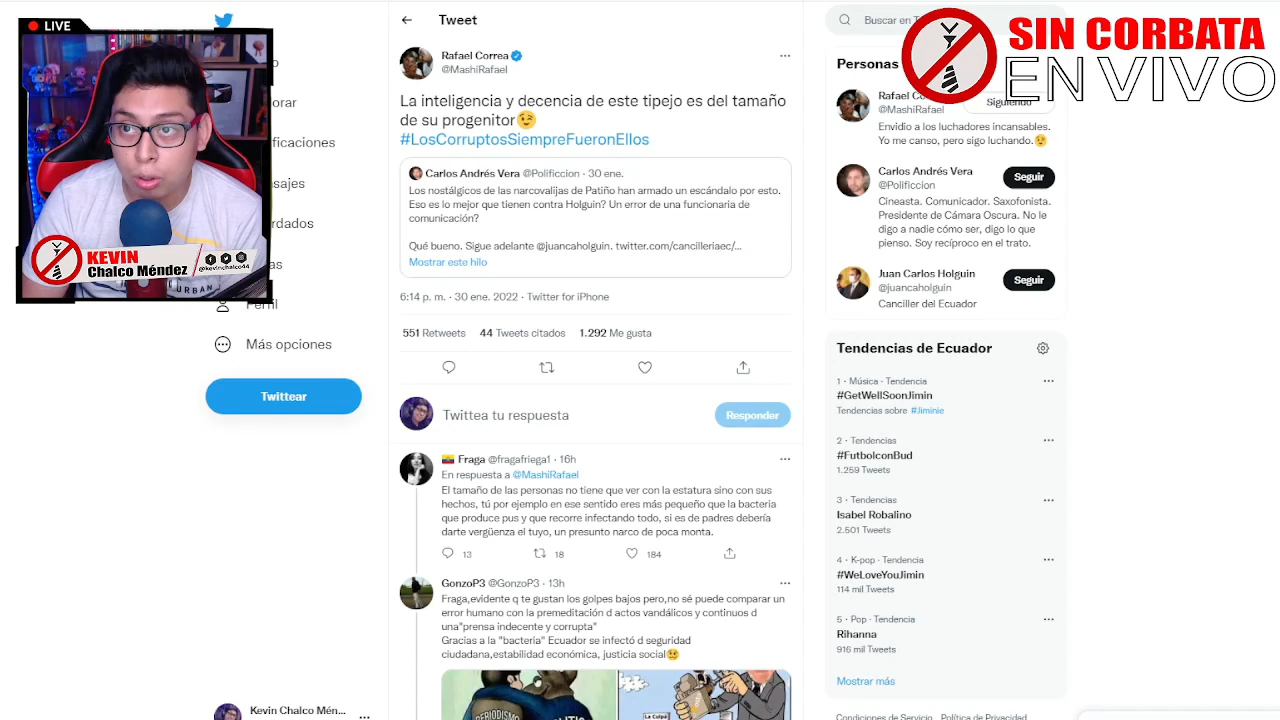 LIVE
SIN CORBATA
EN VIVO
KEVIN
Chalco Méndez
@kevinchalco44
URBAN
Perfil
Más opciones
Twittear
Kevin Chalco Mén...
Tweet
Rafael Correa
@MashiRafael
La inteligencia y decencia de este tipejo es del tamaño
de su progenitor😉
#LosCorruptosSiempreFueronEllos
Carlos Andrés Vera @Polificcion · 30 ene.
Los nostálgicos de las narcovalijas de Patiño han armado un escándalo por esto.
Eso es lo mejor que tienen contra Holguin? Un error de una funcionaria de
comunicación?
Qué bueno. Sigue adelante @juancaholguin. twitter.com/cancilleriaec/...
Mostrar este hilo
6:14 p. m. · 30 ene. 2022 · Twitter for iPhone
551 Retweets 44 Tweets citados 1.292 Me gusta
Twittea tu respuesta
Responder
🇪🇨 Fraga @fragafriega1 · 16h
En respuesta a @MashiRafael
El tamaño de las personas no tiene que ver con la estatura sino con sus
hechos, tú por ejemplo en ese sentido eres más pequeño que la bacteria
que produce pus y que recorre infectando todo, si es de padres debería
darte vergüenza el tuyo, un presunto narco de poca monta.
13 18 184
GonzoP3 @GonzoP3 · 13h
Fraga,evidente q te gustan los golpes bajos pero,no sé puede comparar un
error humano con la premeditación d actos vandálicos y continuos d
una"prensa indecente y corrupta"
Gracias a la "bacteria" Ecuador se infectó d seguridad
ciudadana,estabilidad económica, justicia social
PERIODISMO
La Culpa
Buscar en
Personas
@MashiRafael
Siguiendo
Envidio a los luchadores incansables.
Yo me canso, pero sigo luchando.😉
Carlos Andrés Vera
@Polificcion
Seguir
Cineasta. Comunicador. Saxofonista.
Presidente de Cámara Oscura. No le
digo a nadie cómo ser, digo lo que
pienso. Soy recíproco en el trato.
Juan Carlos Holguin
@juancaholguin
Seguir
Canciller del Ecuador
Tendencias de Ecuador
1 · Música · Tendencia
#GetWellSoonJimin
Tendencias sobre #Jiminie
2 · Tendencias
#FutbolconBud
1.259 Tweets
3 · Tendencias
Isabel Robalino
2.501 Tweets
4 · K-pop · Tendencia
#WeLoveYouJimin
114 mil Tweets
5 · Pop · Tendencia
Rihanna
916 mil Tweets
Mostrar más
Condiciones de Servicio Política de Privacidad